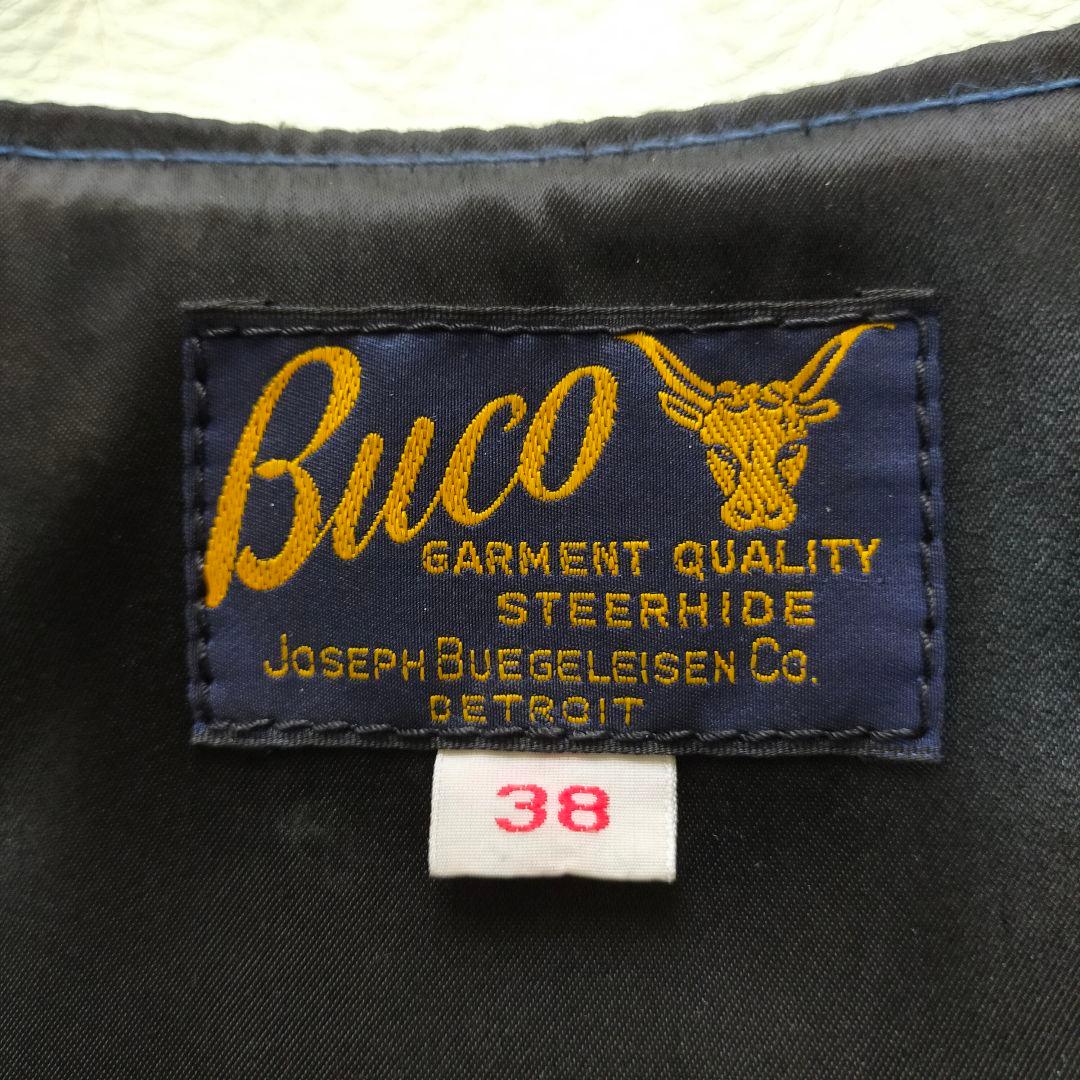 Buco
GARMENT QUALITY
STEERHIDE
JOSEPH BUEGELEISEN CO.
DETROIT
38